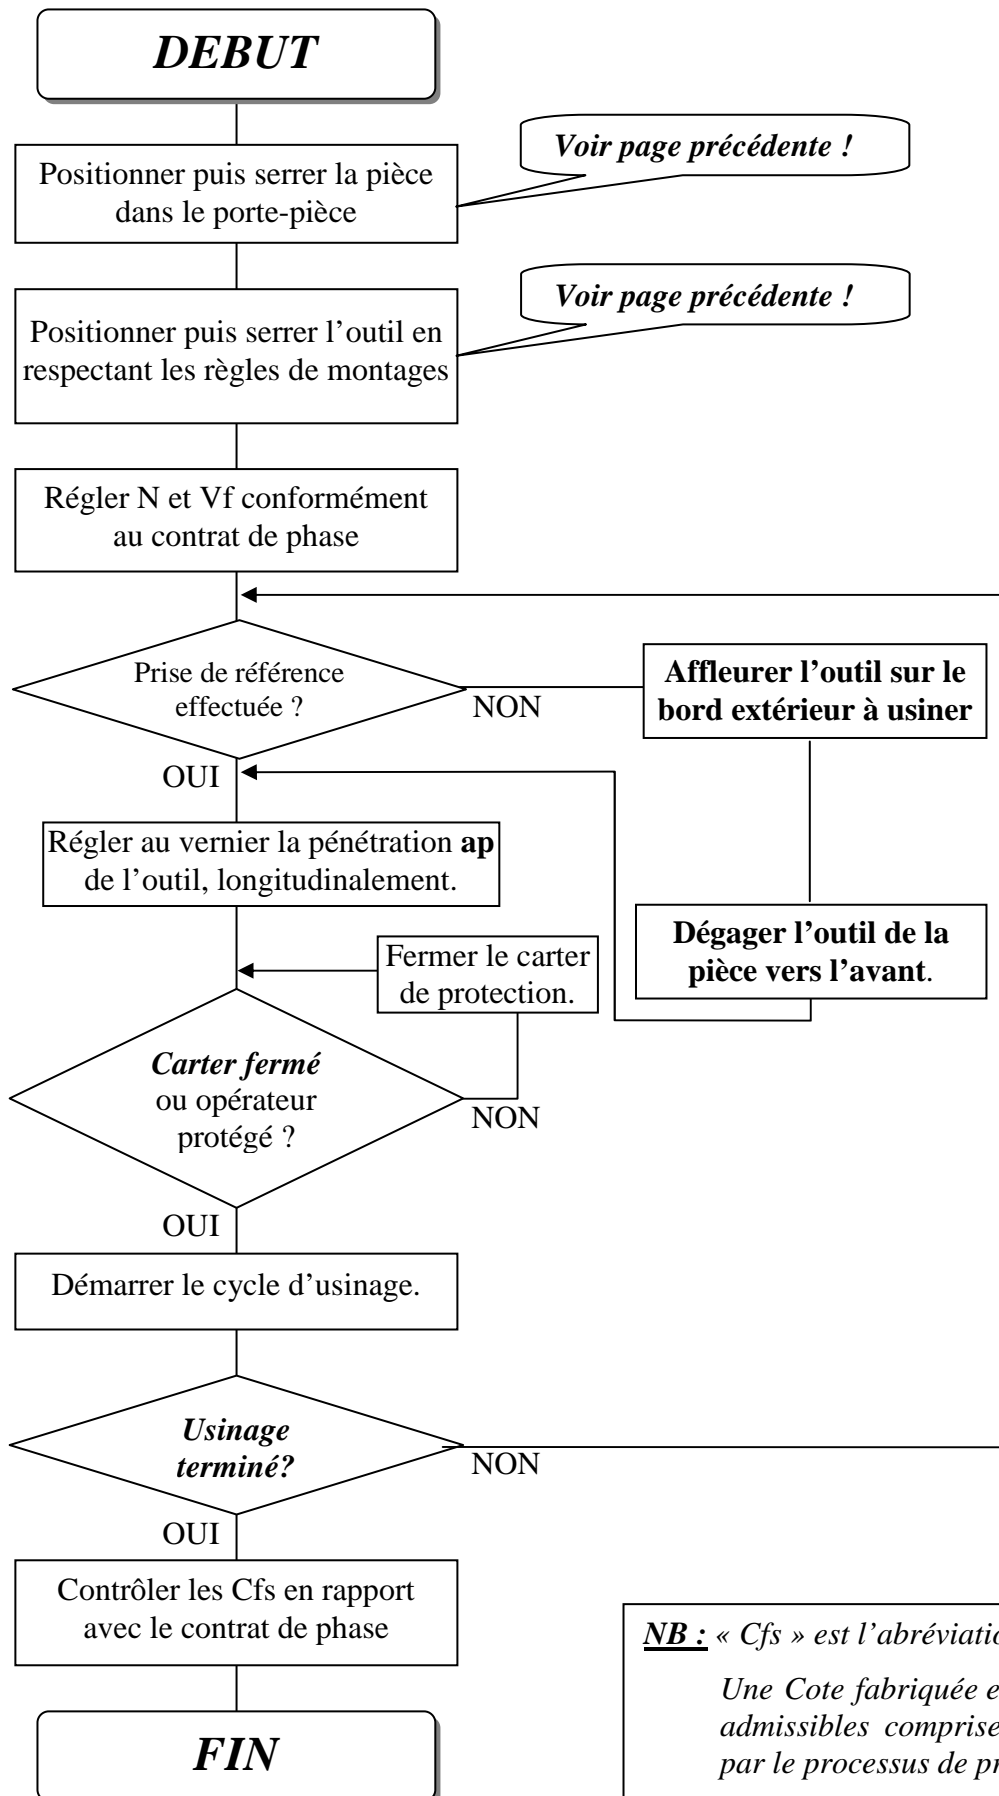 DEBUT
Voir page précédente !
Positionner puis serrer la pièce
dans le porte-pièce
Voir page précédente !
Positionner puis serrer l’outil en
respectant les règles de montages
Régler N et Vf conformément
au contrat de phase
Prise de référence
effectuée ?
NON
Affleurer l’outil sur le
bord extérieur à usiner
OUI
Régler au vernier la pénétration ap
de l’outil, longitudinalement.
Dégager l’outil de la
pièce vers l’avant.
Fermer le carter
de protection.
Carter fermé
ou opérateur
protégé ?
NON
OUI
Démarrer le cycle d’usinage.
Usinage
terminé?
NON
OUI
Contrôler les Cfs en rapport
avec le contrat de phase
FIN
NB : « Cfs » est l’abréviatio
Une Cote fabriquée e
admissibles comprise
par le processus de pr